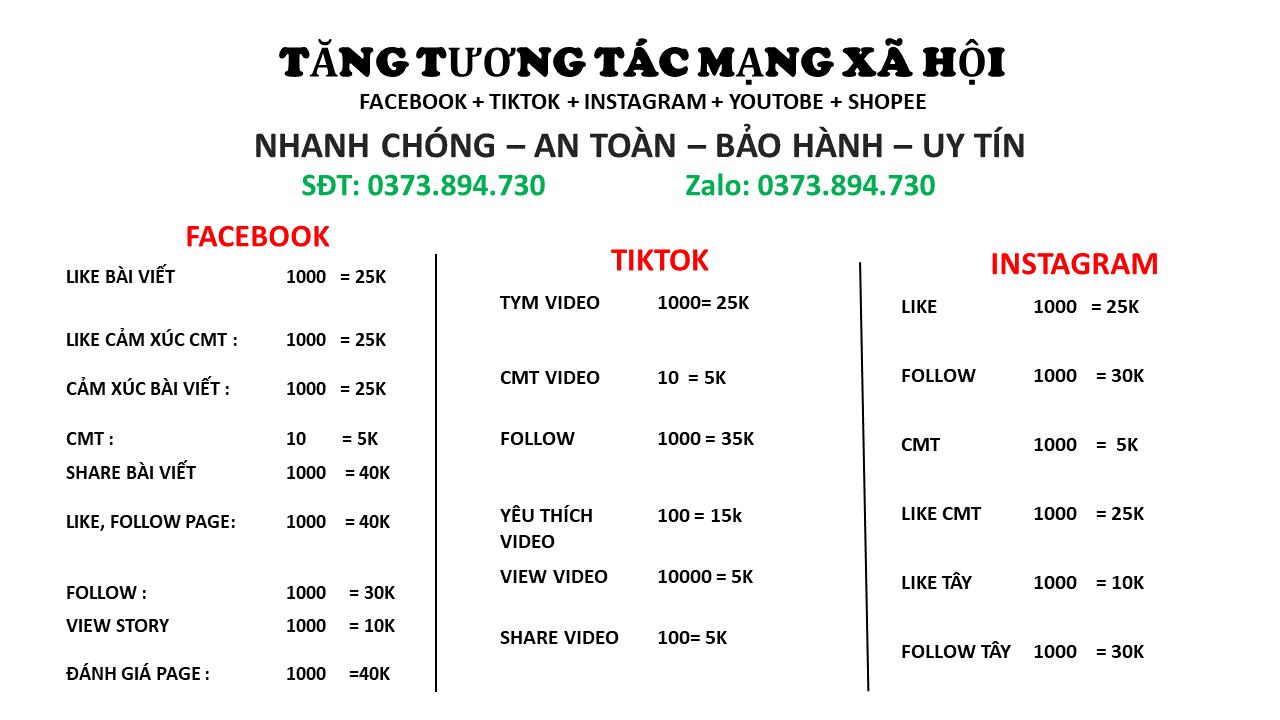 TĂNG TƯƠNG TÁC MẠNG XÃ HỘI
FACEBOOK + TIKTOK + INSTAGRAM + YOUTOBE + SHOPEE
NHANH CHÓNG – AN TOÀN – BẢO HÀNH – UY TÍN
SĐT: 0373.894.730 Zalo: 0373.894.730
FACEBOOK
LIKE BÀI VIẾT 1000 = 25K
LIKE CẢM XÚC CMT : 1000 = 25K
CẢM XÚC BÀI VIẾT : 1000 = 25K
CMT : 10 = 5K
SHARE BÀI VIẾT 1000 = 40K
LIKE, FOLLOW PAGE: 1000 = 40K
FOLLOW : 1000 = 30K
VIEW STORY 1000 = 10K
ĐÁNH GIÁ PAGE : 1000 =40K
TIKTOK
TYM VIDEO 1000= 25K
CMT VIDEO 10 = 5K
FOLLOW 1000 = 35K
YÊU THÍCH 100 = 15k
VIDEO
VIEW VIDEO 10000 = 5K
SHARE VIDEO 100= 5K
INSTAGRAM
LIKE 1000 = 25K
FOLLOW 1000 = 30K
CMT 1000 = 5K
LIKE CMT 1000 = 25K
LIKE TÂY 1000 = 10K
FOLLOW TÂY 1000 = 30K